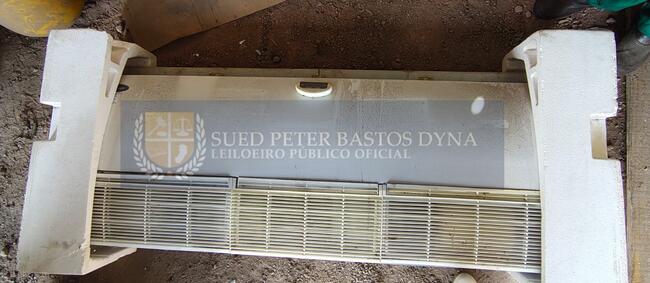 SUED PETER BASTOS DYNA
LEILOEIRO PÚBLICO OFICIAL